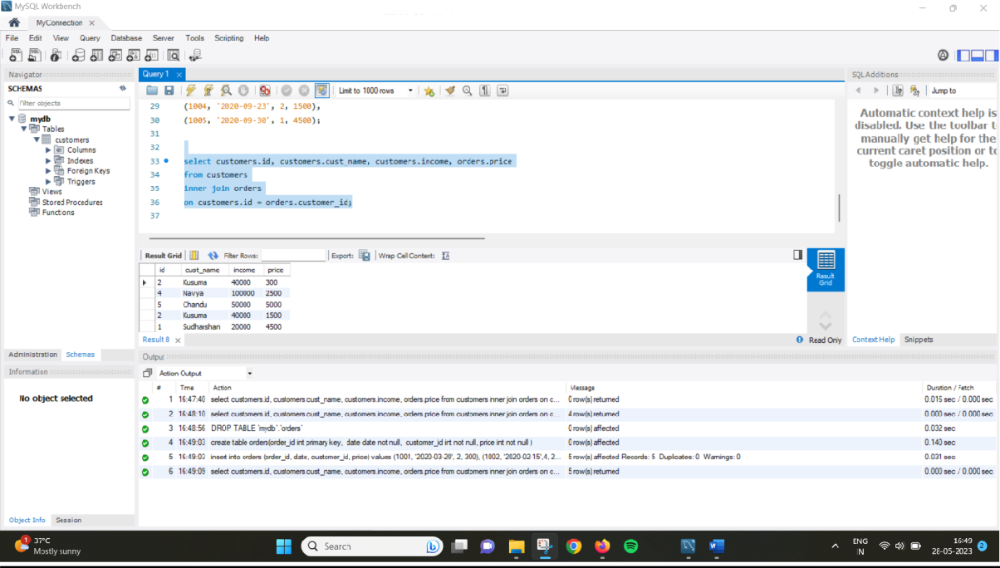 MySQL Workbench
MyConnection
File Edit View Query Database Server Tools Scripting Help
Navigator
SCHEMAS
Filter objects
mydb
Tables
customers
Columns
Indexes
Foreign Keys
Triggers
Views
Stored Procedures
Functions
Administration Schemas
Information
No object selected
Object Info Session
Query 1
Limit to 1000 rows
29 (1004, '2020-09-23', 2, 1500),
30 (1005, '2020-09-30', 1, 4500);
31
32
33 select customers.id, customers.cust_name, customers.income, orders.price
34 from customers
35 inner join orders
36 on customers.id = orders.customer_id;
37
Result Grid Filter Rows: Export: Wrap Cell Content:
id cust_name income price
2 Kusuma 40000 300
4 Navya 100000 2500
5 Chandu 50000 5000
2 Kusuma 40000 1500
1 Sudharshan 20000 4500
Result Grid
Result 8 Read Only
SQLAdditions
Jump to
Automatic context help is
disabled. Use the toolbar t
manually get help for the
current caret position or to
toggle automatic help.
Context Help Snippets
Output
Action Output
# Time Action Message Duration / Fetch
1 16:47:40 select customers.id, customers.cust_name, customers.income, orders.price from customers inner join orders on c... 0 row(s) returned 0.016 sec / 0.000 sec
2 16:48:10 select customers.id, customers.cust_name, customers.income, orders.price from customers inner join orders on c... 4 row(s) returned 0.000 sec / 0.000 sec
3 16:48:56 DROP TABLE `mydb`.`orders` 0 row(s) affected 0.032 sec
4 16:49:03 create table orders(order_id int primary key, date date not null, customer_id int not null, price int not null ) 0 row(s) affected 0.140 sec
5 16:49:03 insert into orders (order_id, date, customer_id, price) values (1001, '2020-03-20', 2, 300), (1002, '2020-02-15',4, 2... 5 row(s) affected Records: 5 Duplicates: 0 Warnings: 0 0.031 sec
6 16:49:09 select customers.id, customers.cust_name, customers.income, orders.price from customers inner join orders on c... 5 row(s) returned 0.000 sec / 0.000 sec
1 37°C
Mostly sunny
Search
ENG
IN
16:49
28-05-2023
2